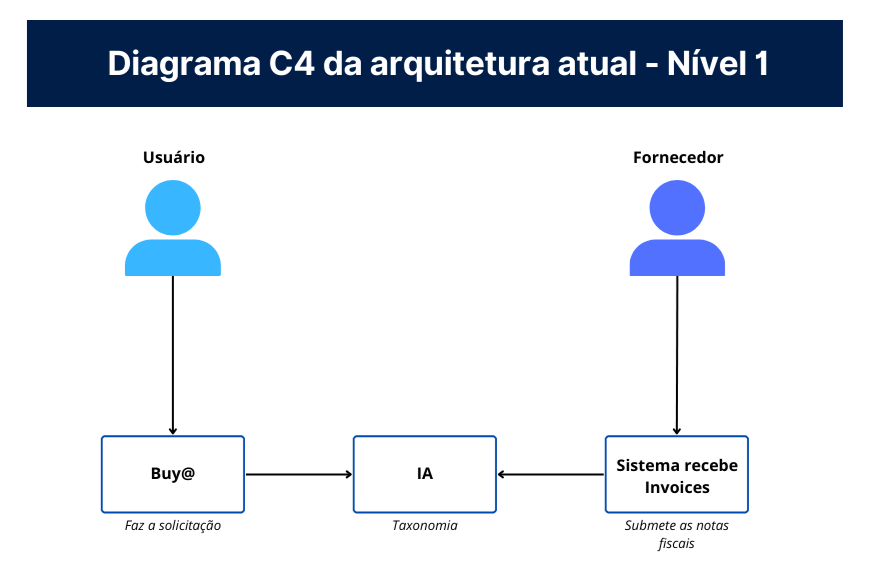 Diagrama C4 da arquitetura atual - Nível 1
Usuário
Fornecedor
Buy@
IA
Sistema recebe
Invoices
Faz a solicitação
Taxonomia
Submete as notas
fiscais